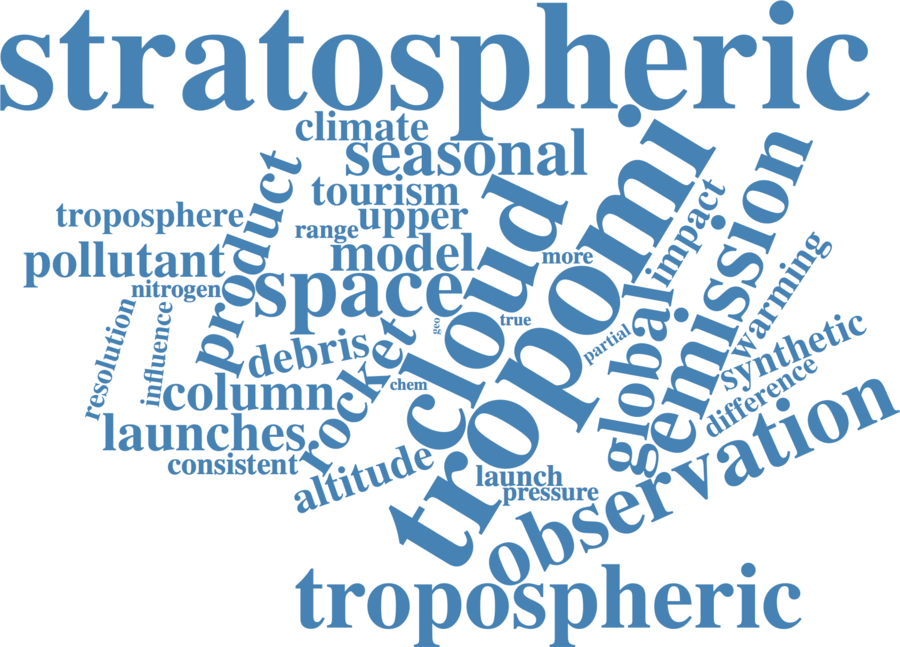 stratospheric
climate
seasonal
product
tourism
troposphere
upper
range
pollutant
model
more
nitrogen
space
cloud
tropomi
impact
emission
warming
resolution
influence
geo
true
partial
global
debris
rocket
synthetic
column
chem
difference
launches
consistent
altitude
launch
pressure
observation
tropospheric